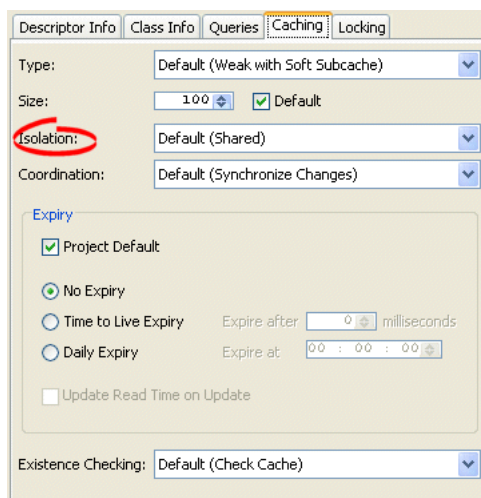 Descriptor Info Class Info Queries Caching Locking
Type: Default (Weak with Soft Subcache)
Size: 100 Default
Isolation: Default (Shared)
Coordination: Default (Synchronize Changes)
Expiry
Project Default
No Expiry
Time to Live Expiry Expire after 0 milliseconds
Daily Expiry Expire at 00 : 00 : 00
Update Read Time on Update
Existence Checking: Default (Check Cache)